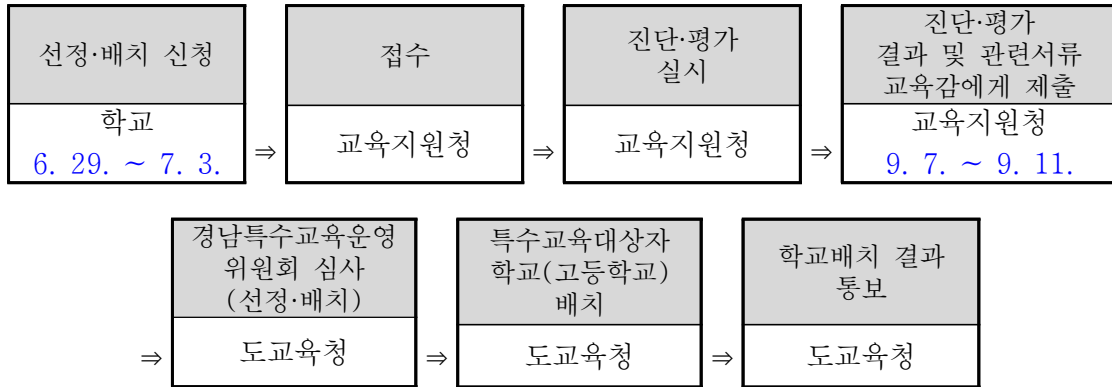 선정·배치 신청
학교
6. 29. ~ 7. 3.
⇒
접수
교육지원청
⇒
진단·평가
실시
교육지원청
⇒
진단·평가
결과 및 관련서류
교육감에게 제출
교육지원청
9. 7. ~ 9. 11.
⇒
경남특수교육운영
위원회 심사
(선정·배치)
도교육청
⇒
특수교육대상자
학교(고등학교)
배치
도교육청
⇒
학교배치 결과
통보
도교육청